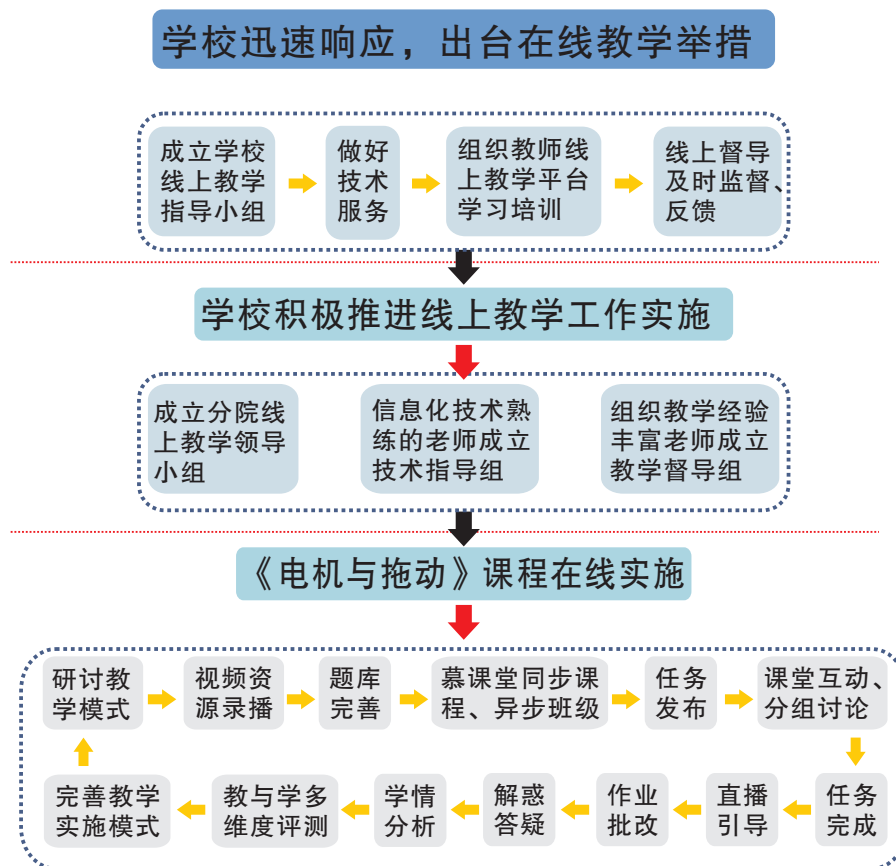 学校迅速响应，出台在线教学举措
成立学校
线上教学
指导小组
做好
技术
服务
组织教师线
上教学平台
学习培训
线上督导
及时监督、
反馈
学校积极推进线上教学工作实施
成立分院线
上教学领导
小组
信息化技术熟
练的老师成立
技术指导组
组织教学经验
丰富老师成立
教学督导组
《电机与拖动》课程在线实施
研讨教
学模式
视频资
源录播
题库
完善
慕课堂同步课
程、异步班级
任务
发布
课堂互动、
分组讨论
任务
完成
直播
引导
作业
批改
解惑
答疑
学情
分析
教与学多
维度评测
完善教学
实施模式